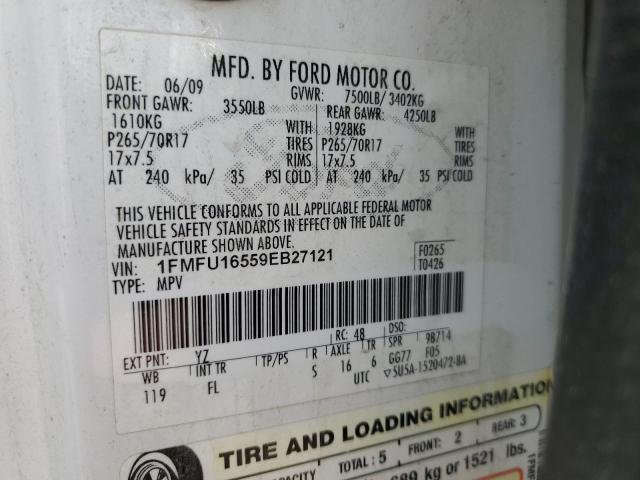 MFD. BY FORD MOTOR CO.
DATE: 06/09 GVWR: 7500LB/ 3402KG
FRONT GAWR: 3550LB REAR GAWR: 4250LB
1610KG WITH 1928KG WITH
P265/70R17 TIRES P265/70R17 TIRES
17x7.5 RIMS 17x7.5 RIMS
AT 240 kPa/ 35 PSI COLD AT 240 kPa/ 35 PSI COLD
THIS VEHICLE CONFORMS TO ALL APPLICABLE FEDERAL MOTOR
VEHICLE SAFETY STANDARDS IN EFFECT ON THE DATE OF
MANUFACTURE SHOWN ABOVE.
VIN: 1FMFU16559EB27121 F0265
TYPE: MPV T0426
EXT PNT: YZ RC: 48 DSO:
WB INT TR TP/PS R AXLE TR SPR 98714
119 FL S 16 6 GG77 F05
UTC ▽5U5A-1520472-BA
TIRE AND LOADING INFORMATION
TOTAL : 5 FRONT: 2 REAR: 3
kg or 1521 lbs.